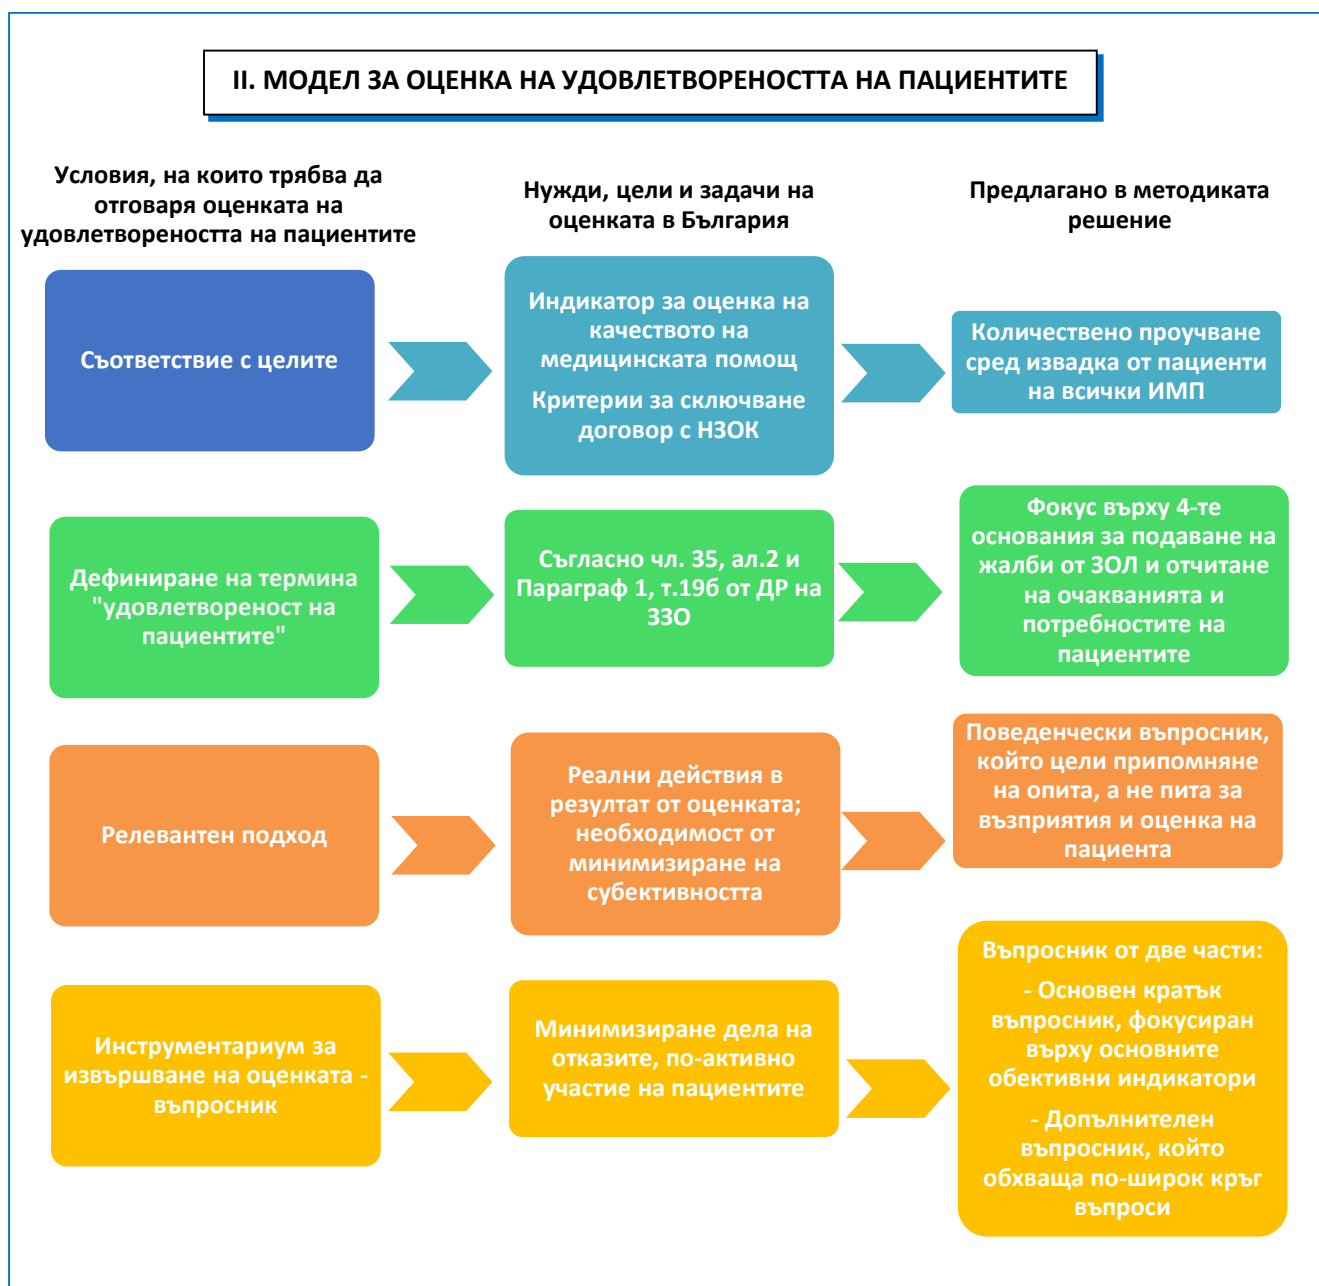 II. МОДЕЛ ЗА ОЦЕНКА НА УДОВЛЕТВОРЕНОСТТА НА ПАЦИЕНТИТЕ
Условия, на които трябва да
отговаря оценката на
удовлетвореността на пациентите
Нужди, цели и задачи на
оценката в България
Предлагано в методиката
решение
Съответствие с целите
Индикатор за оценка на
качеството на
медицинската помощ
Критерии за сключване
договор с НЗОК
Количествено проучване
сред извадка от пациенти
на всички ИМП
Дефиниране на термина
"удовлетвореност на
пациентите"
Съгласно чл. 35, ал.2 и
Параграф 1, т.19б от ДР на
ЗЗО
Фокус върху 4-те
основания за подаване на
жалби от ЗОЛ и отчитане
на очакванията и
потребностите на
пациентите
Релевантен подход
Реални действия в
резултат от оценката;
необходимост от
минимизиране на
субективността
Поведенчески въпросник,
който цели припомняне
на опита, а не пита за
възприятия и оценка на
пациента
Инструментариум за
извършване на оценката -
въпросник
Минимизиране дела на
отказите, по-активно
участие на пациентите
Въпросник от две части:
- Основен кратък
въпросник, фокусиран
върху основните
обективни индикатори
- Допълнителен
въпросник, който
обхваща по-широк кръг
въпроси